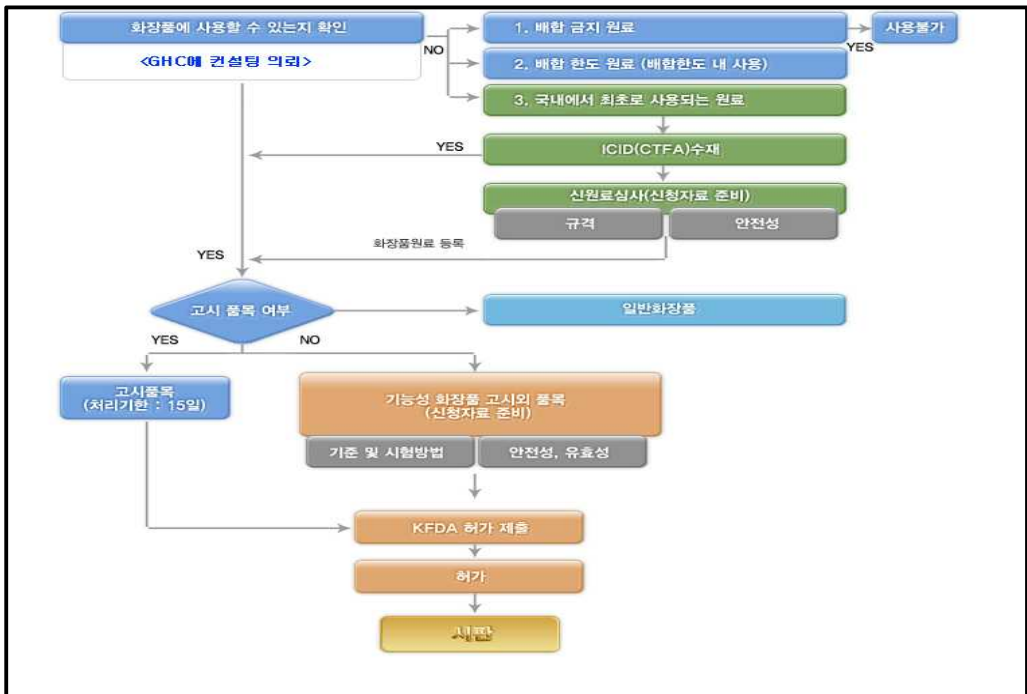 화장품에 사용할 수 있는지 확인
<GHC에 컨설팅 의뢰>
NO
1. 배합 금지 원료
YES
사용불가
2. 배합 한도 원료 (배합한도 내 사용)
3. 국내에서 최초로 사용되는 원료
YES
ICID(CTFA)수재
신원료심사(신청자료 준비)
규격
안전성
화장품원료 등록
YES
고시 품목 여부
일반화장품
YES
NO
고시품목
(처리기한 : 15일)
기능성 화장품 고시외 품목
(신청자료 준비)
기준 및 시험방법
안전성, 유효성
KFDA 허가 제출
허가
시판